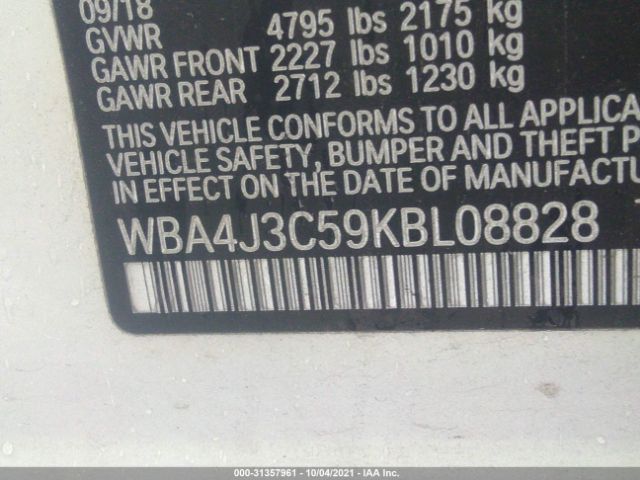 09/18
GVWR 4795 lbs 2175 kg
GAWR FRONT 2227 lbs 1010 kg
GAWR REAR 2712 lbs 1230 kg
THIS VEHICLE CONFORMS TO ALL APPLICA
VEHICLE SAFETY, BUMPER AND THEFT P
IN EFFECT ON THE DATE OF MANUFACTU
WBA4J3C59KBL08828
000-31357961 - 10/04/2021 - IAA Inc.